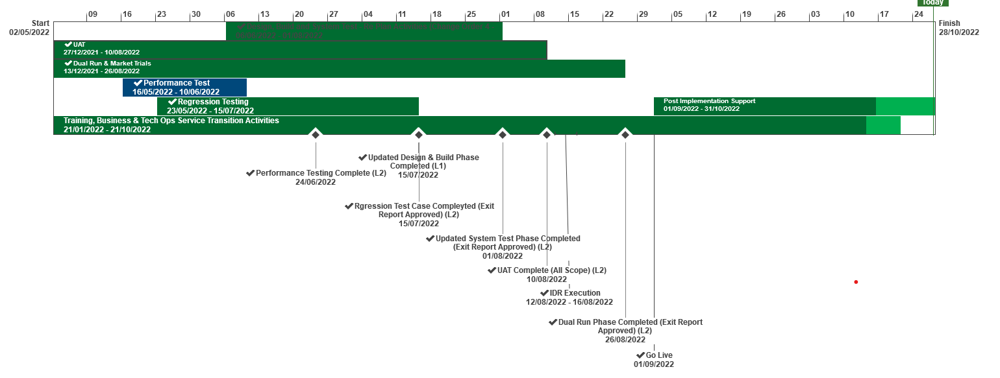 Today
09 16 23 30 06 13 20 27 04 11 18 25 01 08 15 22 29 05 12 19 26 03 10 17 24
Start
02/05/2022
Finish
28/10/2022
Design, Build and System Test
UAT
27/12/2021 - 10/08/2022
Dual Run & Market Trials
13/12/2021 - 26/08/2022
Performance Test
16/05/2022 - 10/06/2022
Regression Testing
23/05/2022 - 15/07/2022
Post Implementation Support
01/09/2022 - 31/10/2022
Training, Business & Tech Ops Service Transition Activities
21/01/2022 - 21/10/2022
Updated Design & Build Phase
Completed (L1)
15/07/2022
Performance Testing Complete (L2)
24/06/2022
Rgression Test Case Compleyted (Exit
Report Approved) (L2)
15/07/2022
Updated System Test Phase Completed
(Exit Report Approved) (L2)
01/08/2022
UAT Complete (All Scope) (L2)
10/08/2022
IDR Execution
12/08/2022 - 16/08/2022
Dual Run Phase Completed (Exit Report
Approved) (L2)
26/08/2022
Go Live
01/09/2022